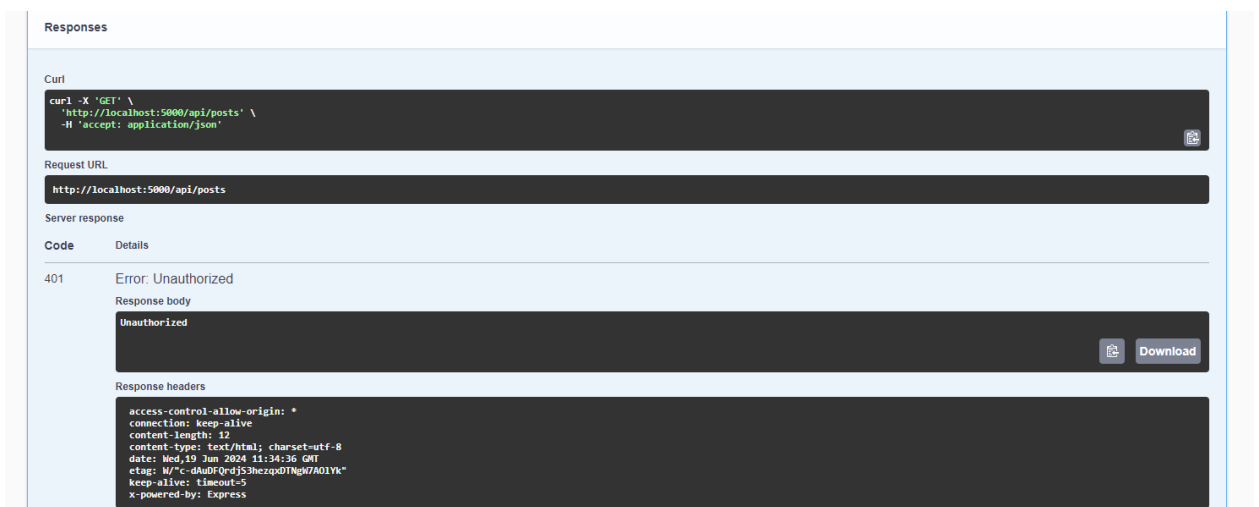 Responses
Curl
curl -X 'GET' \
'http://localhost:5000/api/posts' \
-H 'accept: application/json'
Request URL
http://localhost:5000/api/posts
Server response
Code Details
401 Error: Unauthorized
Response body
Unauthorized
Download
Response headers
access-control-allow-origin: *
connection: keep-alive
content-length: 12
content-type: text/html; charset=utf-8
date: Wed,19 Jun 2024 11:34:36 GMT
etag: W/"c-dAuDFQrdj53hezqxDTNgW7AOlYk"
keep-alive: timeout=5
x-powered-by: Express